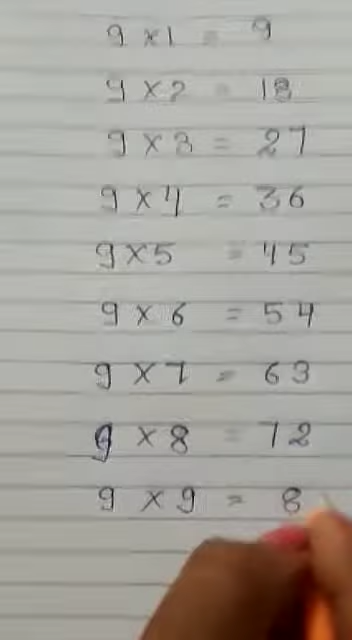 9 × 1 = 9
9 × 2 = 18
9 × 3 = 27
9 × 4 = 36
9 × 5 = 45
9 × 6 = 54
9 × 7 = 63
9 × 8 = 72
9 × 9 = 8